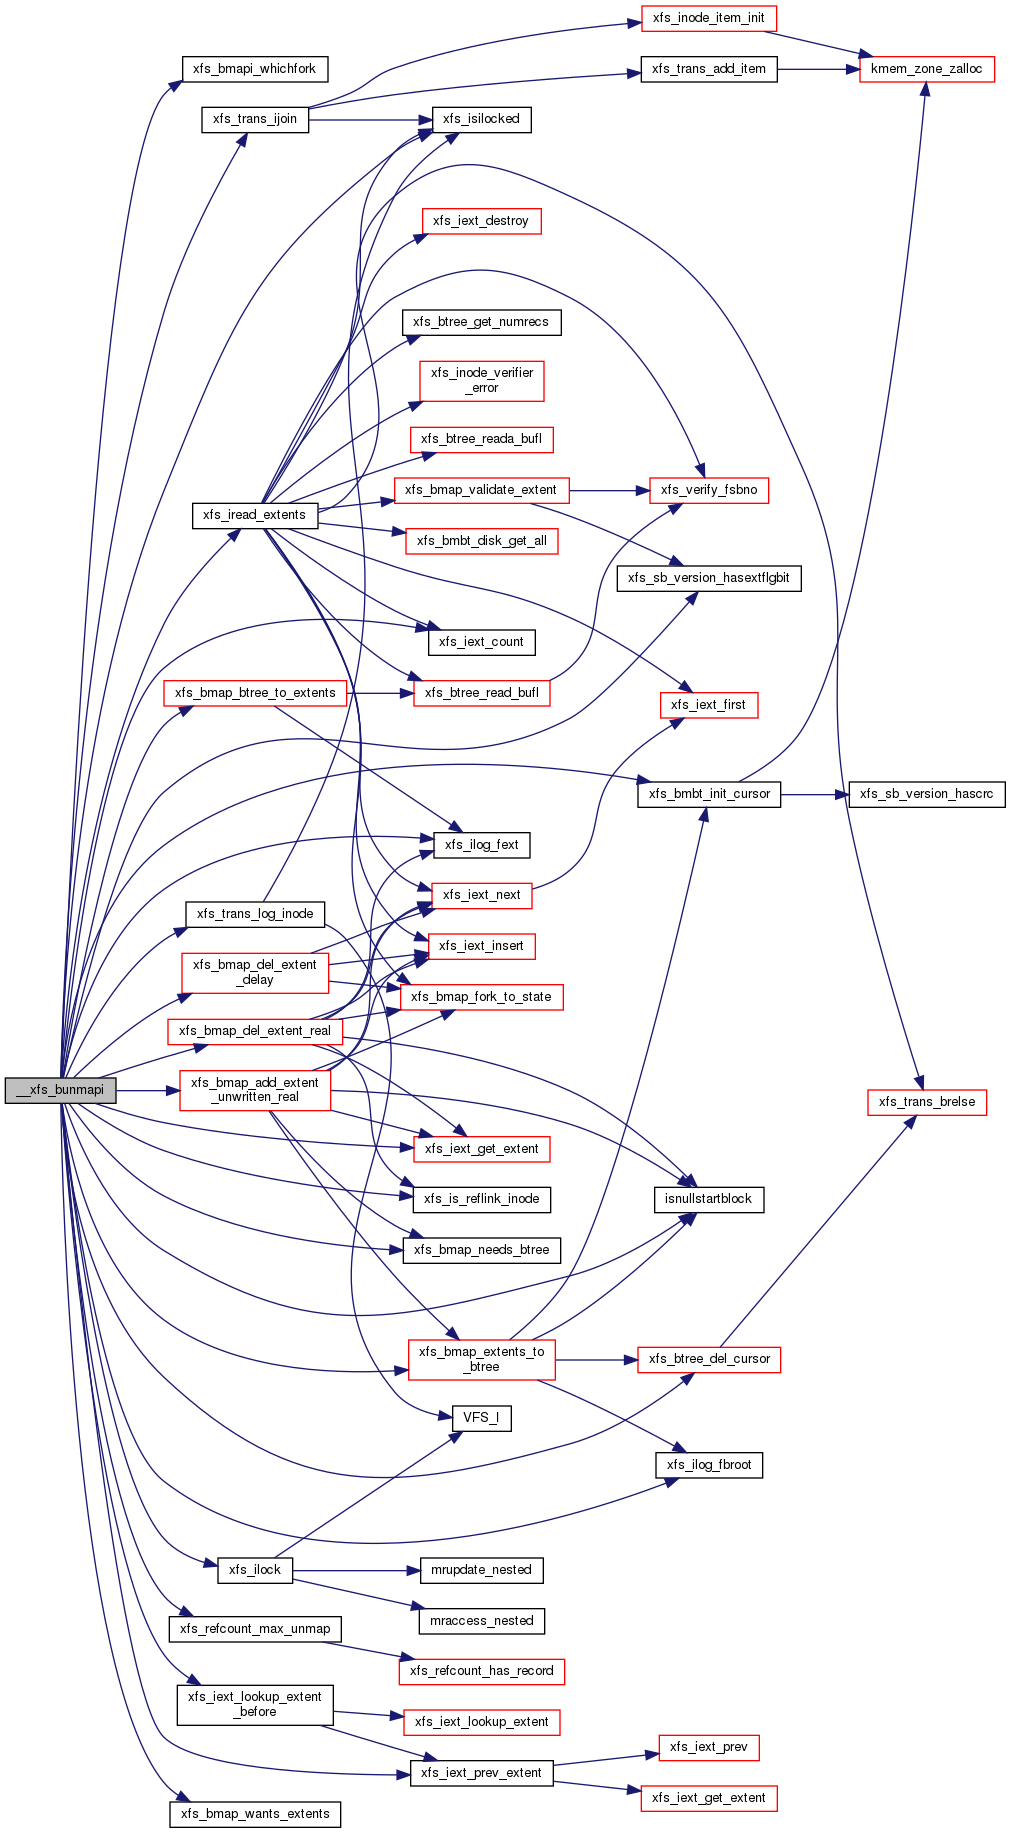 xfs_inode_item_init
xfs_bmapi_whichfork
xfs_trans_add_item
kmem_zone_zalloc
xfs_trans_ijoin
xfs_isilocked
xfs_iext_destroy
xfs_btree_get_numrecs
xfs_inode_verifier
_error
xfs_btree_reada_bufl
xfs_bmap_validate_extent
xfs_verify_fsbno
xfs_iread_extents
xfs_bmbt_disk_get_all
xfs_sb_version_hasextflgbit
xfs_iext_count
xfs_bmap_btree_to_extents
xfs_btree_read_bufl
xfs_iext_first
xfs_bmbt_init_cursor
xfs_sb_version_hascrc
xfs_ilog_fext
xfs_iext_next
xfs_trans_log_inode
xfs_iext_insert
xfs_bmap_del_extent
_delay
xfs_bmap_fork_to_state
xfs_bmap_del_extent_real
__xfs_bunmapi
xfs_bmap_add_extent
_unwritten_real
xfs_trans_brelse
xfs_iext_get_extent
xfs_is_reflink_inode
isnullstartblock
xfs_bmap_needs_btree
xfs_bmap_extents_to
_btree
xfs_btree_del_cursor
VFS_I
xfs_ilog_fbroot
xfs_ilock
mrupdate_nested
mraccess_nested
xfs_refcount_max_unmap
xfs_refcount_has_record
xfs_iext_lookup_extent
_before
xfs_iext_lookup_extent
xfs_iext_prev
xfs_iext_prev_extent
xfs_iext_get_extent
xfs_bmap_wants_extents